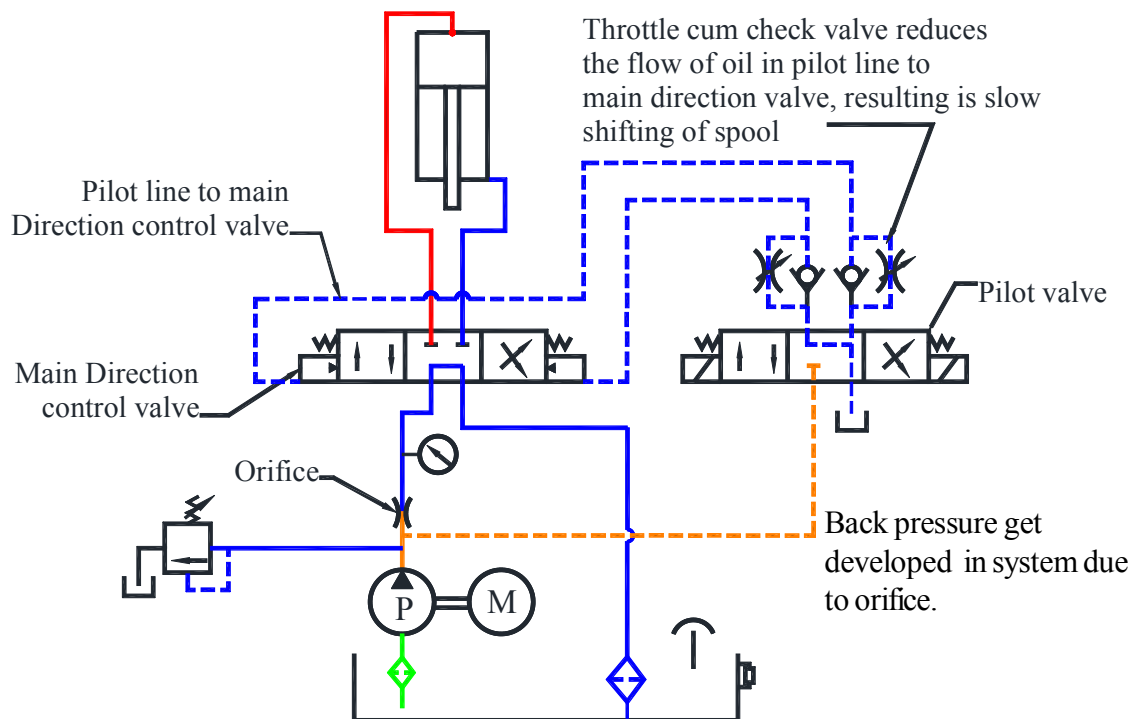 Throttle cum check valve reduces
the flow of oil in pilot line to
main direction valve, resulting is slow
shifting of spool
Pilot line to main
Direction control valve
Pilot valve
Main Direction
control valve
Orifice
Back pressure get
developed in system due
to orifice.
P
M